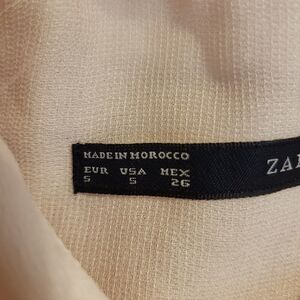 MADE IN MOROCCO
EUR USA MEX
S S 26
ZA